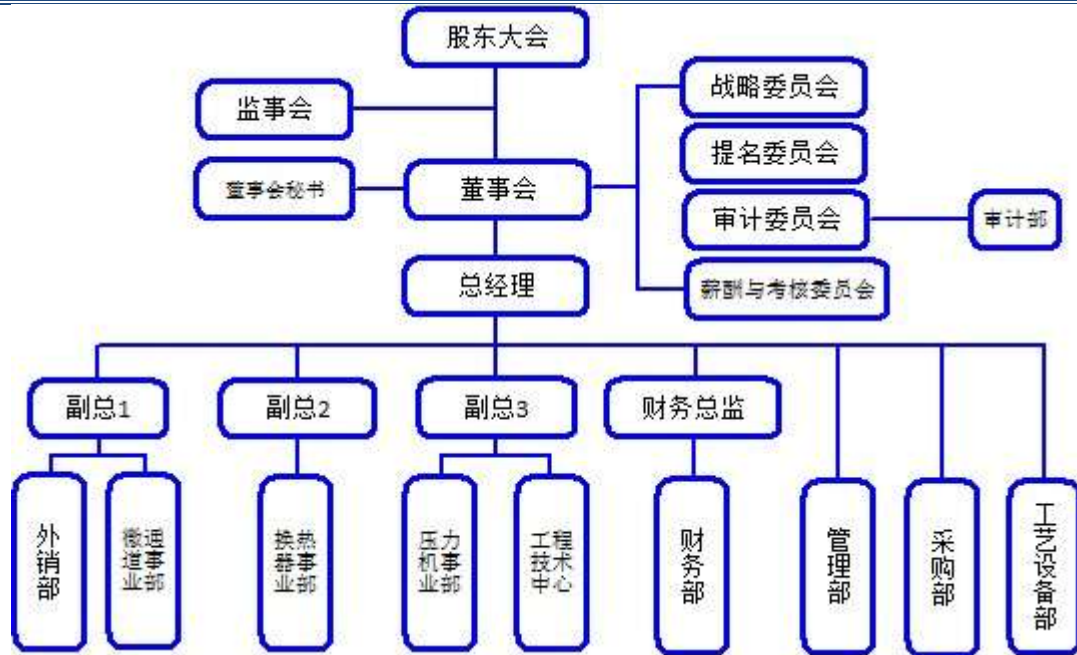 股东大会
监事会
战略委员会
提名委员会
董事会秘书
董事会
审计委员会
审计部
总经理
薪酬与考核委员会
副总1
副总2
副总3
财务总监
外销部
微通
道事
业部
换热
器事
业部
压力
机事
业部
工程
技术
中心
财务部
管理部
采购部
工艺设备部